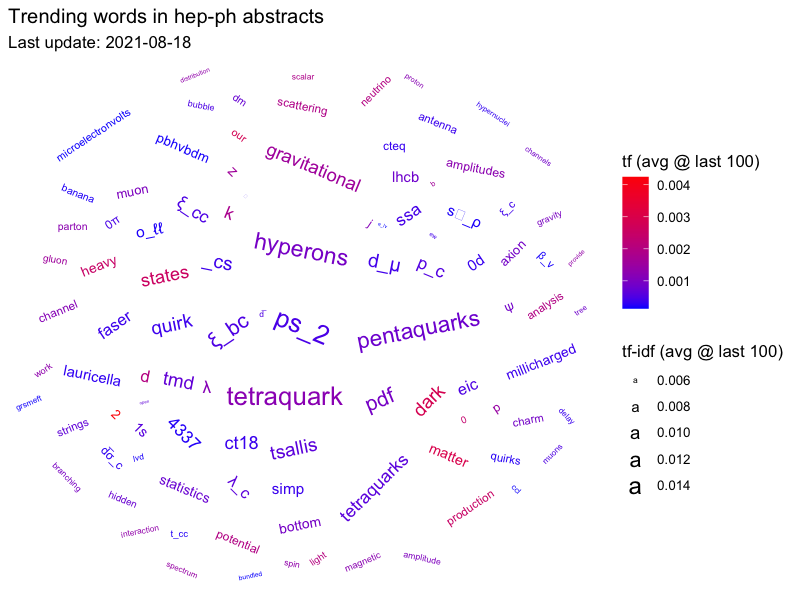 Trending words in hep-ph abstracts
Last update: 2021-08-18
distribution
scalar
proton
neutrino
bubble
dm
scattering
hypernuclei
microelectronvolts
antenna
our
pbhvbdm
cteq
channels
gravitational
z
amplitudes
lhcb
banana
muon
ξ_cc
k
ssa
ξ_c
gravity
parton
0π
o_ℓℓ
j
hyperons
axion
β_ν
provide
gluon
heavy
states
_cs
d_μ
p_c
0d
channel
faser
quirk
ξ_bc
ps_2
pentaquarks
ψ
analysis
tree
work
lauricella
d
tmd
λ
tetraquark
pdf
dark
eic
millicharged
grsmeft
strings
2
1s
4337
ct18
tsallis
0
p
charm
delay
lvd
matter
quirks
muons
branching
hidden
statistics
λ_c
simp
tetraquarks
production
interaction
t_cc
potential
bottom
spectrum
bundled
spin
light
magnetic
amplitude
tf (avg @ last 100)
0.004
0.003
0.002
0.001
tf-idf (avg @ last 100)
a 0.006
a 0.008
a 0.010
a 0.012
a 0.014